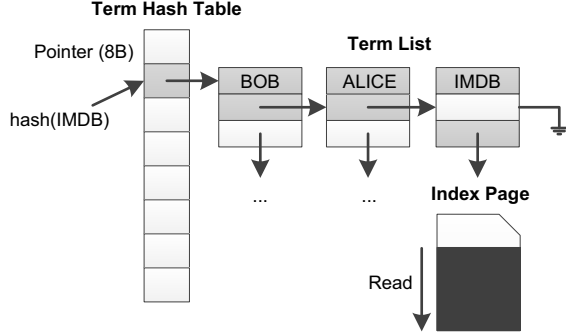 Term Hash Table
Pointer (8B)
Term List
BOB
ALICE
IMDB
hash(IMDB)
...
...
Index Page
Read